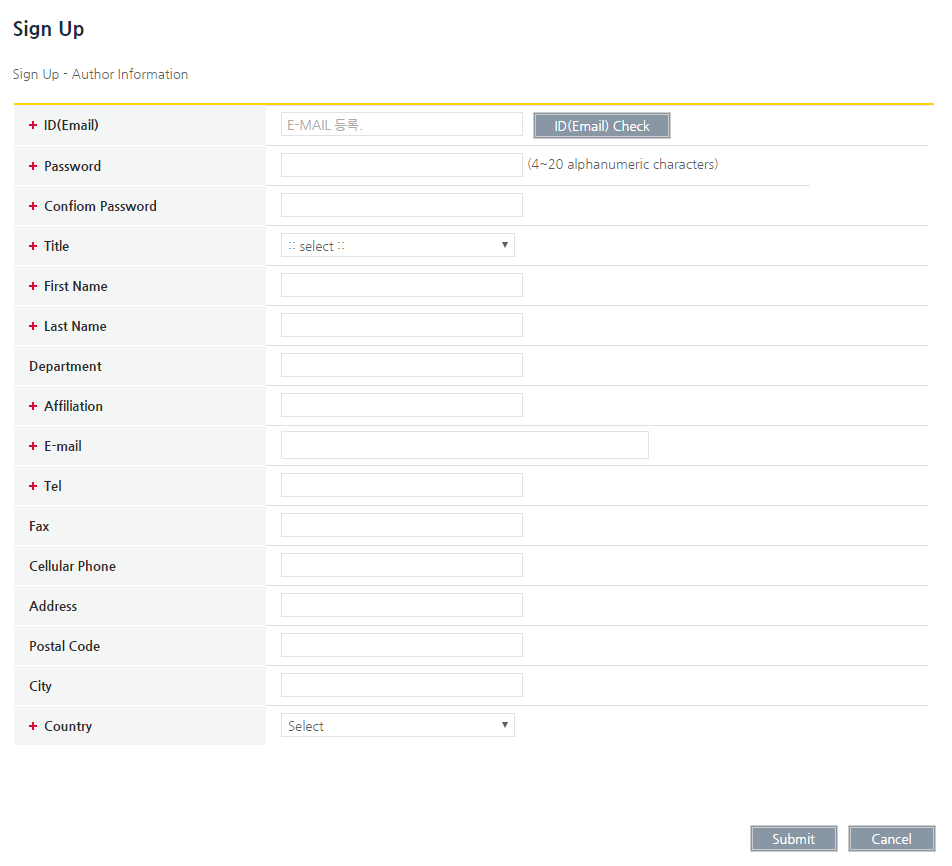 Sign Up
Sign Up - Author Information
+ ID(Email) E-MAIL 등록. ID(Email) Check
+ Password (4~20 alphanumeric characters)
+ Confiom Password
+ Title :: select ::
+ First Name
+ Last Name
Department
+ Affiliation
+ E-mail
+ Tel
Fax
Cellular Phone
Address
Postal Code
City
+ Country Select
Submit Cancel